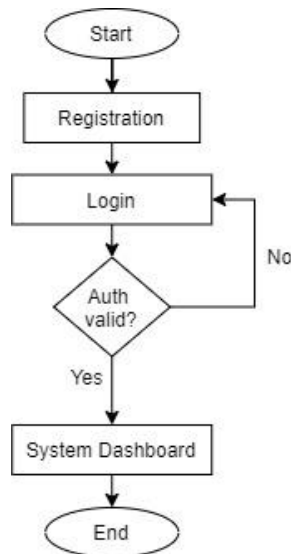 Start
Registration
Login
Auth
valid?
No
Yes
System Dashboard
End